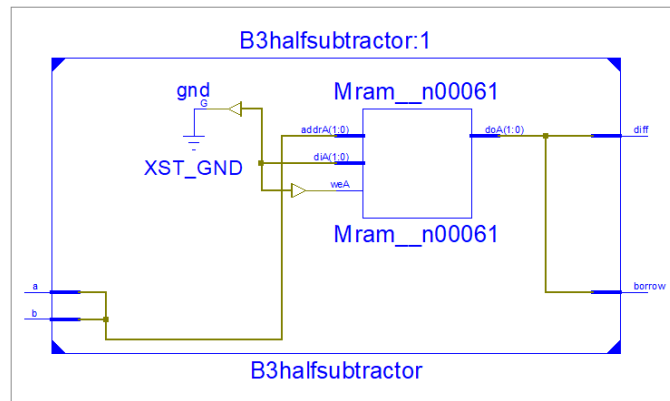 B3halfsubtractor:1
gnd
G
XST_GND
Mram__n00061
addrA(1:0)
diA(1:0)
weA
doA(1:0)
Mram__n00061
diff
a
b
borrow
B3halfsubtractor